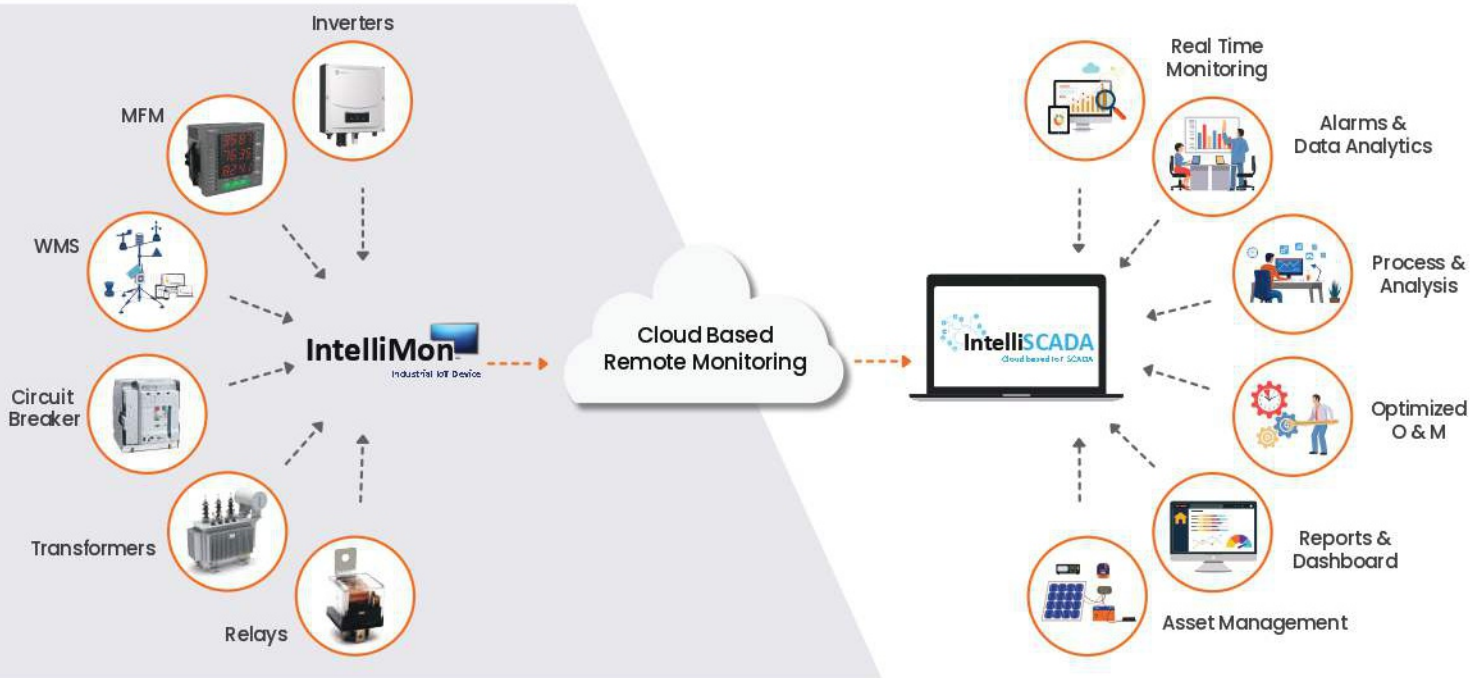 Inverters
MFM
WMS
Circuit
Breaker
Transformers
Relays
IntelliMon
Industrial IoT Device
Cloud Based
Remote Monitoring
IntelliSCADA
Cloud based IoT SCADA
Real Time
Monitoring
Alarms &
Data Analytics
Process &
Analysis
Optimized
O & M
Reports &
Dashboard
Asset Management